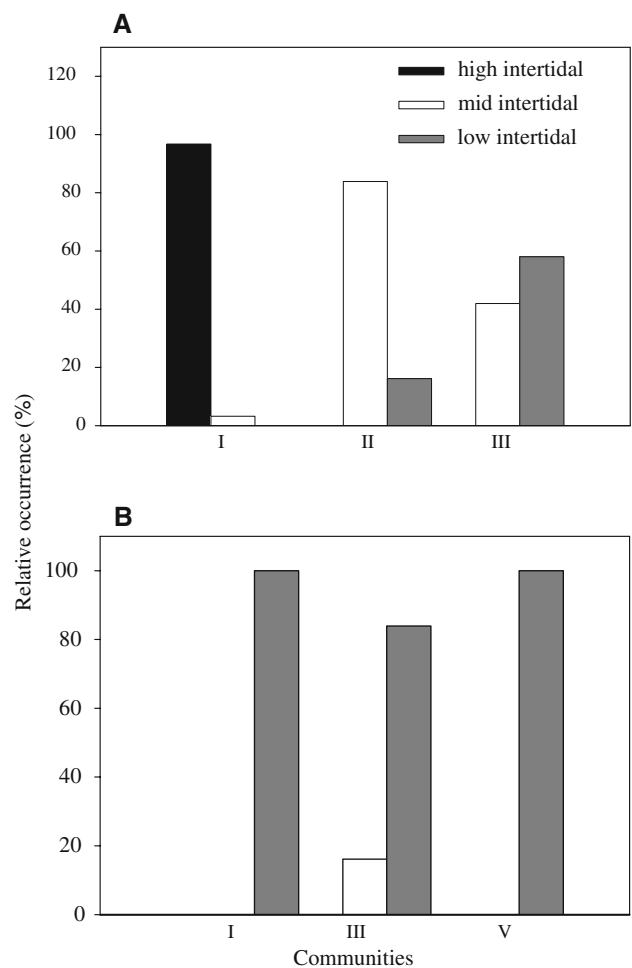 A
high intertidal
mid intertidal
low intertidal
120
100
80
60
40
20
0
I II III
Relative occurrence (%)
B
100
80
60
40
20
0
I III V
Communities